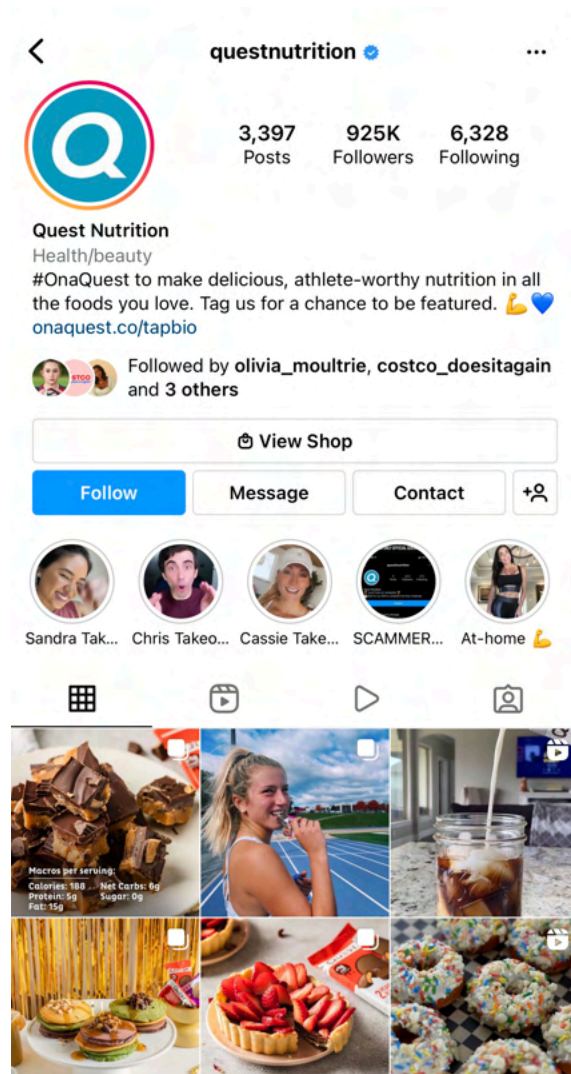 questnutrition
3,397
Posts
925K
Followers
6,328
Following
Quest Nutrition
Health/beauty
#OnaQuest to make delicious, athlete-worthy nutrition in all
the foods you love. Tag us for a chance to be featured. 💪💙
onaquest.co/tapbio
Followed by olivia_moultrie, costco_doesitagain
and 3 others
STCO
View Shop
Follow
Message
Contact
Sandra Tak...
Chris Takeo...
Cassie Take...
SCAMMER...
At-home 💪
Macros per serving:
Calories: 188 Net Carbs: 6g
Protein: 5g Sugar: 0g
Fat: 15g